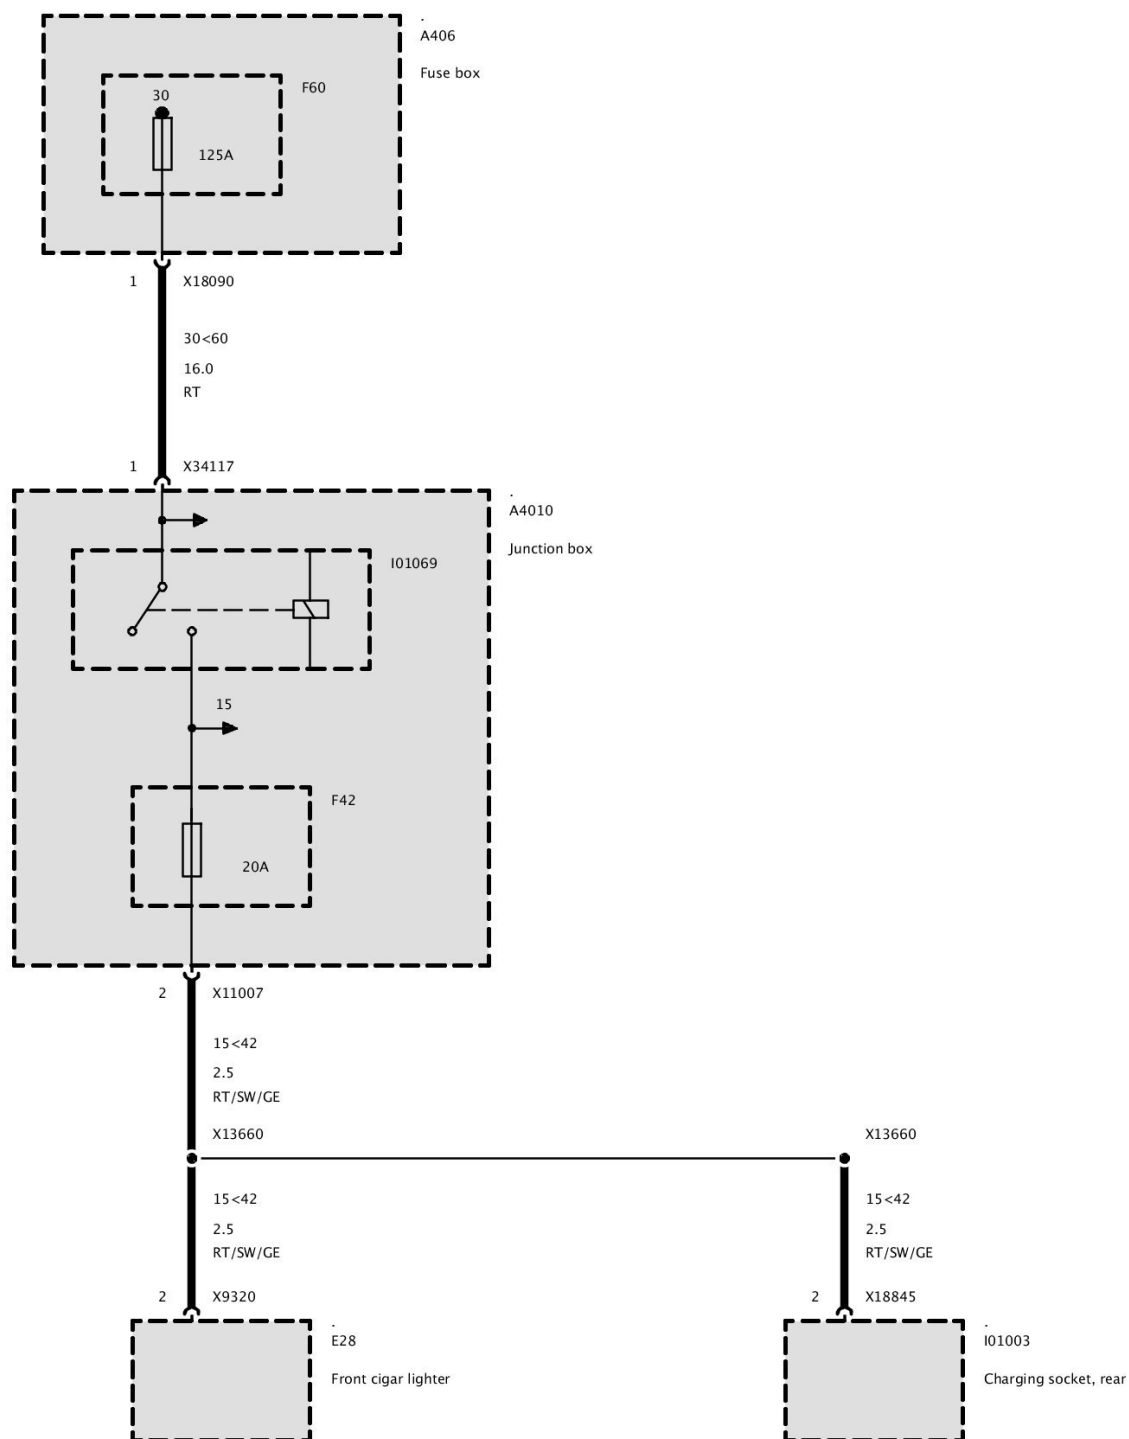 .
A406
Fuse box
F60
30
125A
1
X18090
30<60
16.0
RT
1
X34117
.
A4010
Junction box
I01069
15
F42
20A
2
X11007
15<42
2.5
RT/SW/GE
X13660
X13660
15<42
2.5
RT/SW/GE
15<42
2.5
RT/SW/GE
2
X9320
2
X18845
.
E28
Front cigar lighter
.
I01003
Charging socket, rear